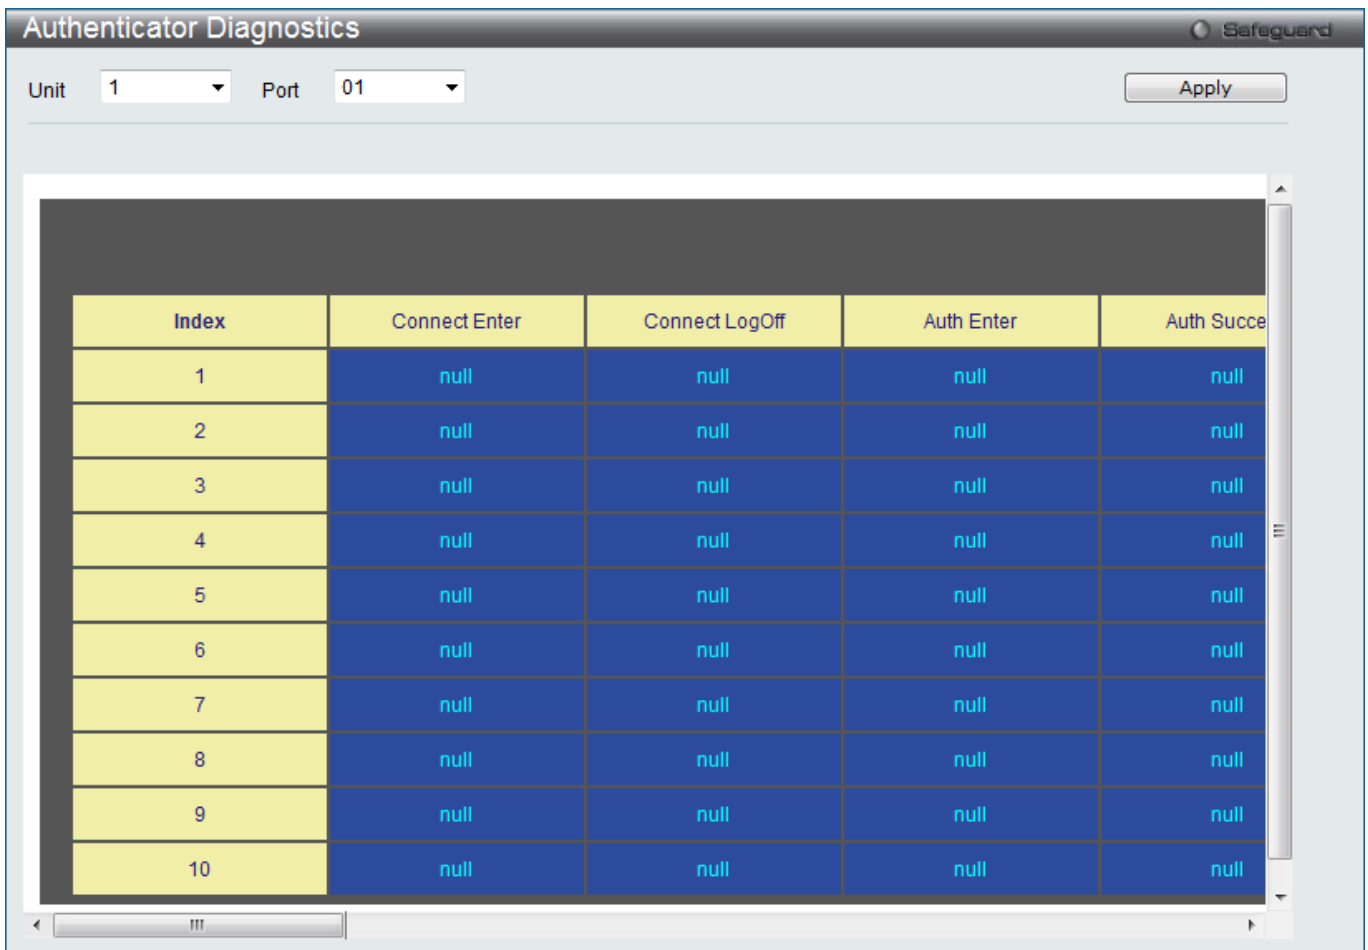 Authenticator Diagnostics Safeguard
Unit 1 Port 01 Apply
Index Connect Enter Connect LogOff Auth Enter Auth Succe
1 null null null null
2 null null null null
3 null null null null
4 null null null null
5 null null null null
6 null null null null
7 null null null null
8 null null null null
9 null null null null
10 null null null null